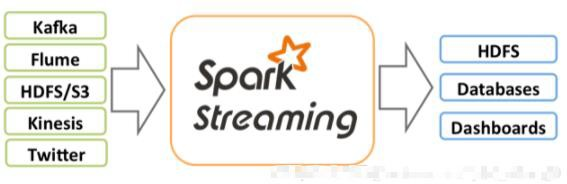 Kafka
Flume
HDFS/S3
Kinesis
Twitter
Spark
Streaming
HDFS
Databases
Dashboards